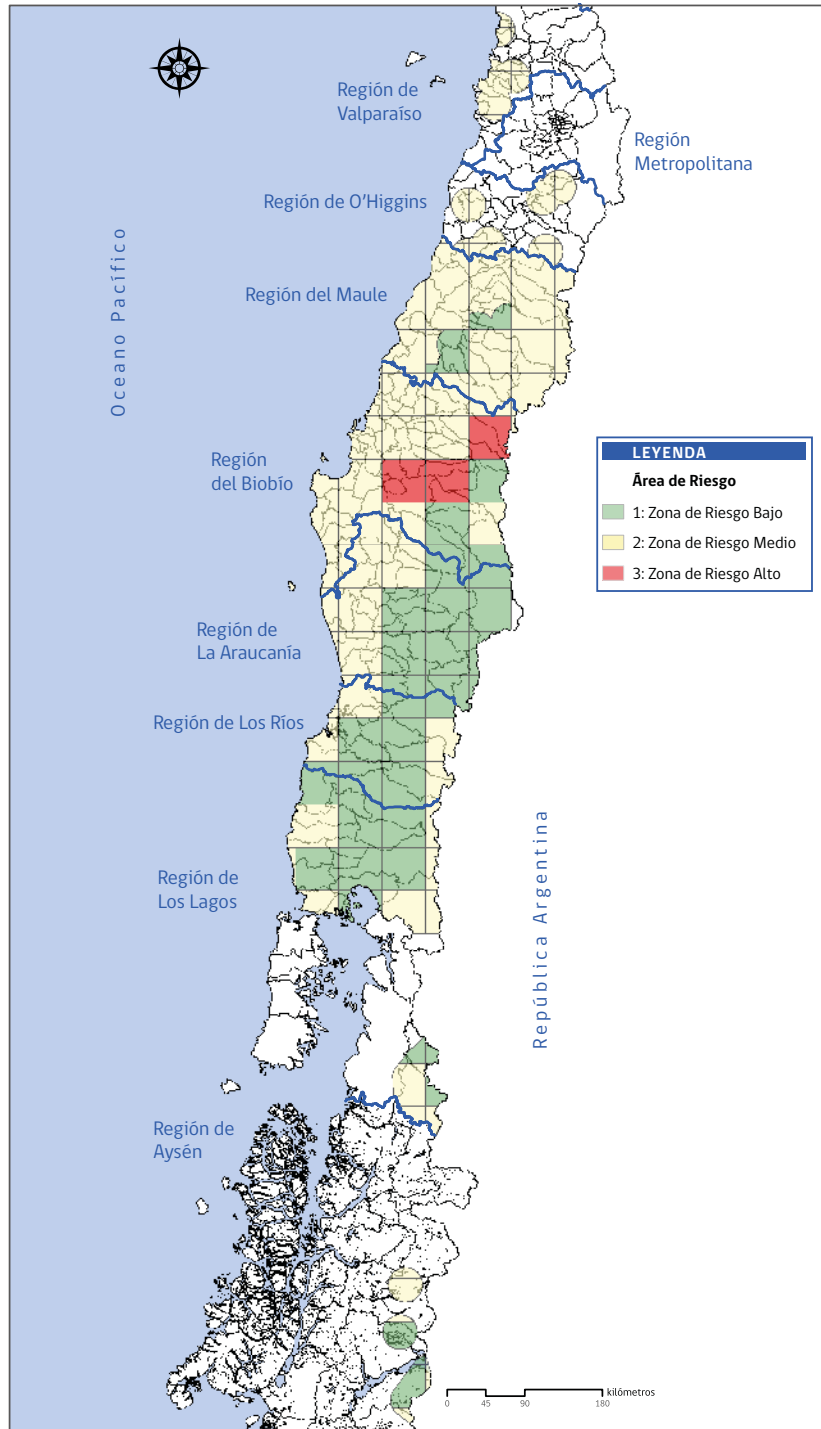 Región de
Valparaíso
Región
Metropolitana
Región de O'Higgins
Oceano Pacífico
Región del Maule
Región
del Biobío
LEYENDA
Área de Riesgo
1: Zona de Riesgo Bajo
2: Zona de Riesgo Medio
3: Zona de Riesgo Alto
Región de
La Araucanía
Región de Los Ríos
República Argentina
Región de
Los Lagos
Región de
Aysén
kilómetros
0 45 90 180